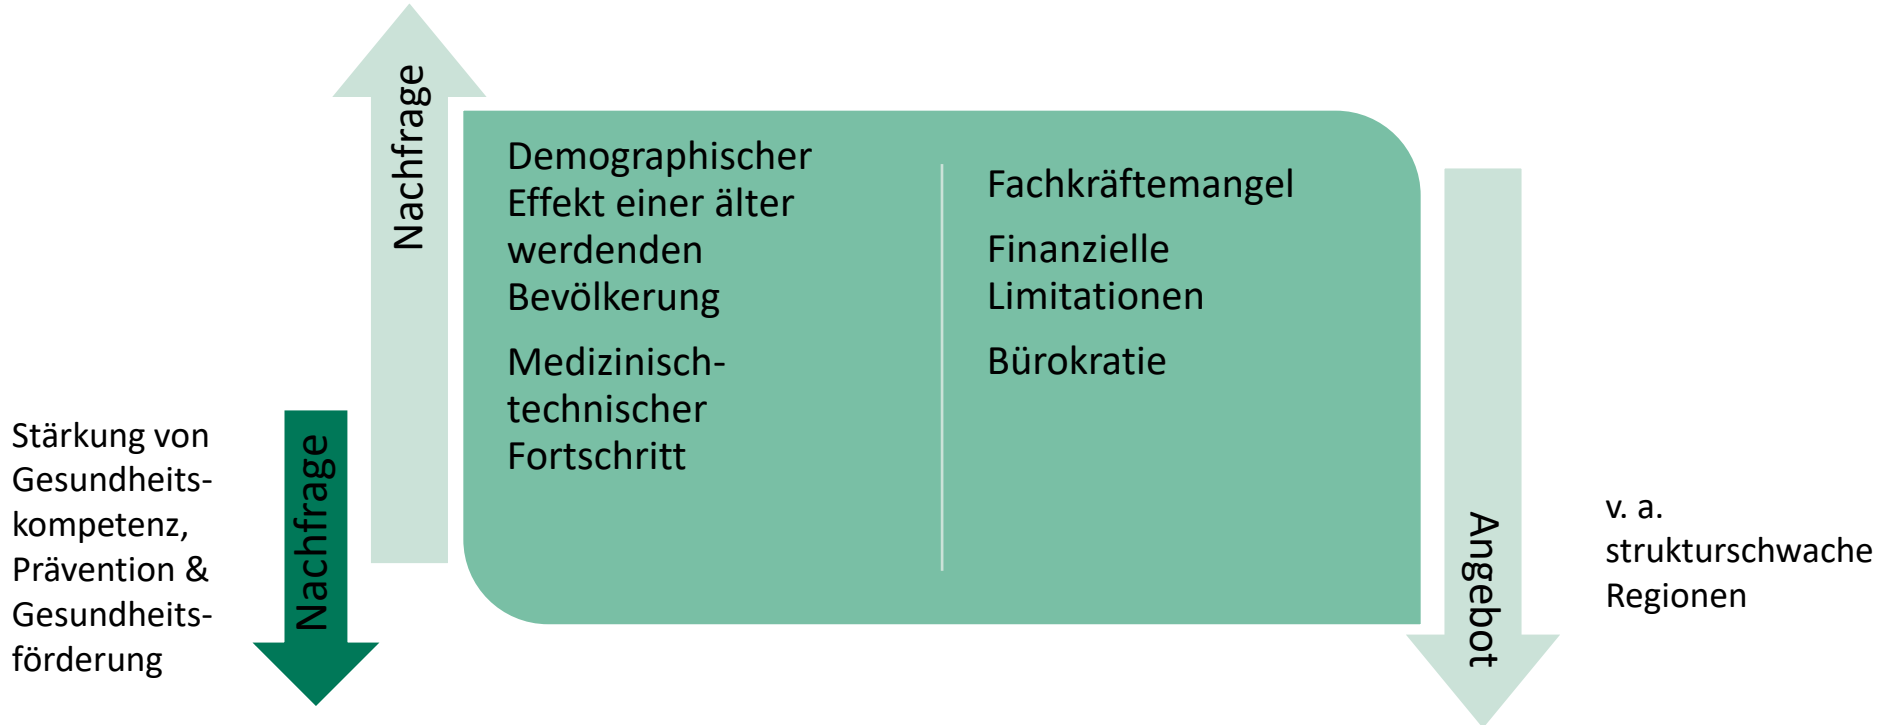 Nachfrage
Demographischer
Effekt einer älter
werdenden
Bevölkerung
Medizinisch-
technischer
Fortschritt
Fachkräftemangel
Finanzielle
Limitationen
Bürokratie
Stärkung von
Gesundheits-
kompetenz,
Prävention &
Gesundheits-
förderung
Nachfrage
Angebot
v. a.
strukturschwache
Regionen